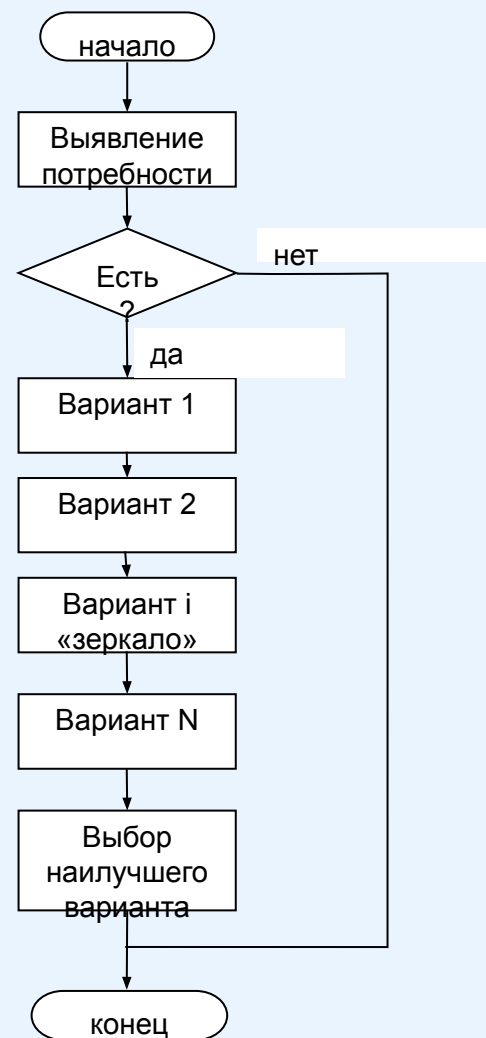 начало
Выявление
потребности
нет
Есть
?
да
Вариант 1
Вариант 2
Вариант i
«зеркало»
Вариант N
Выбор
наилучшего
варианта
конец